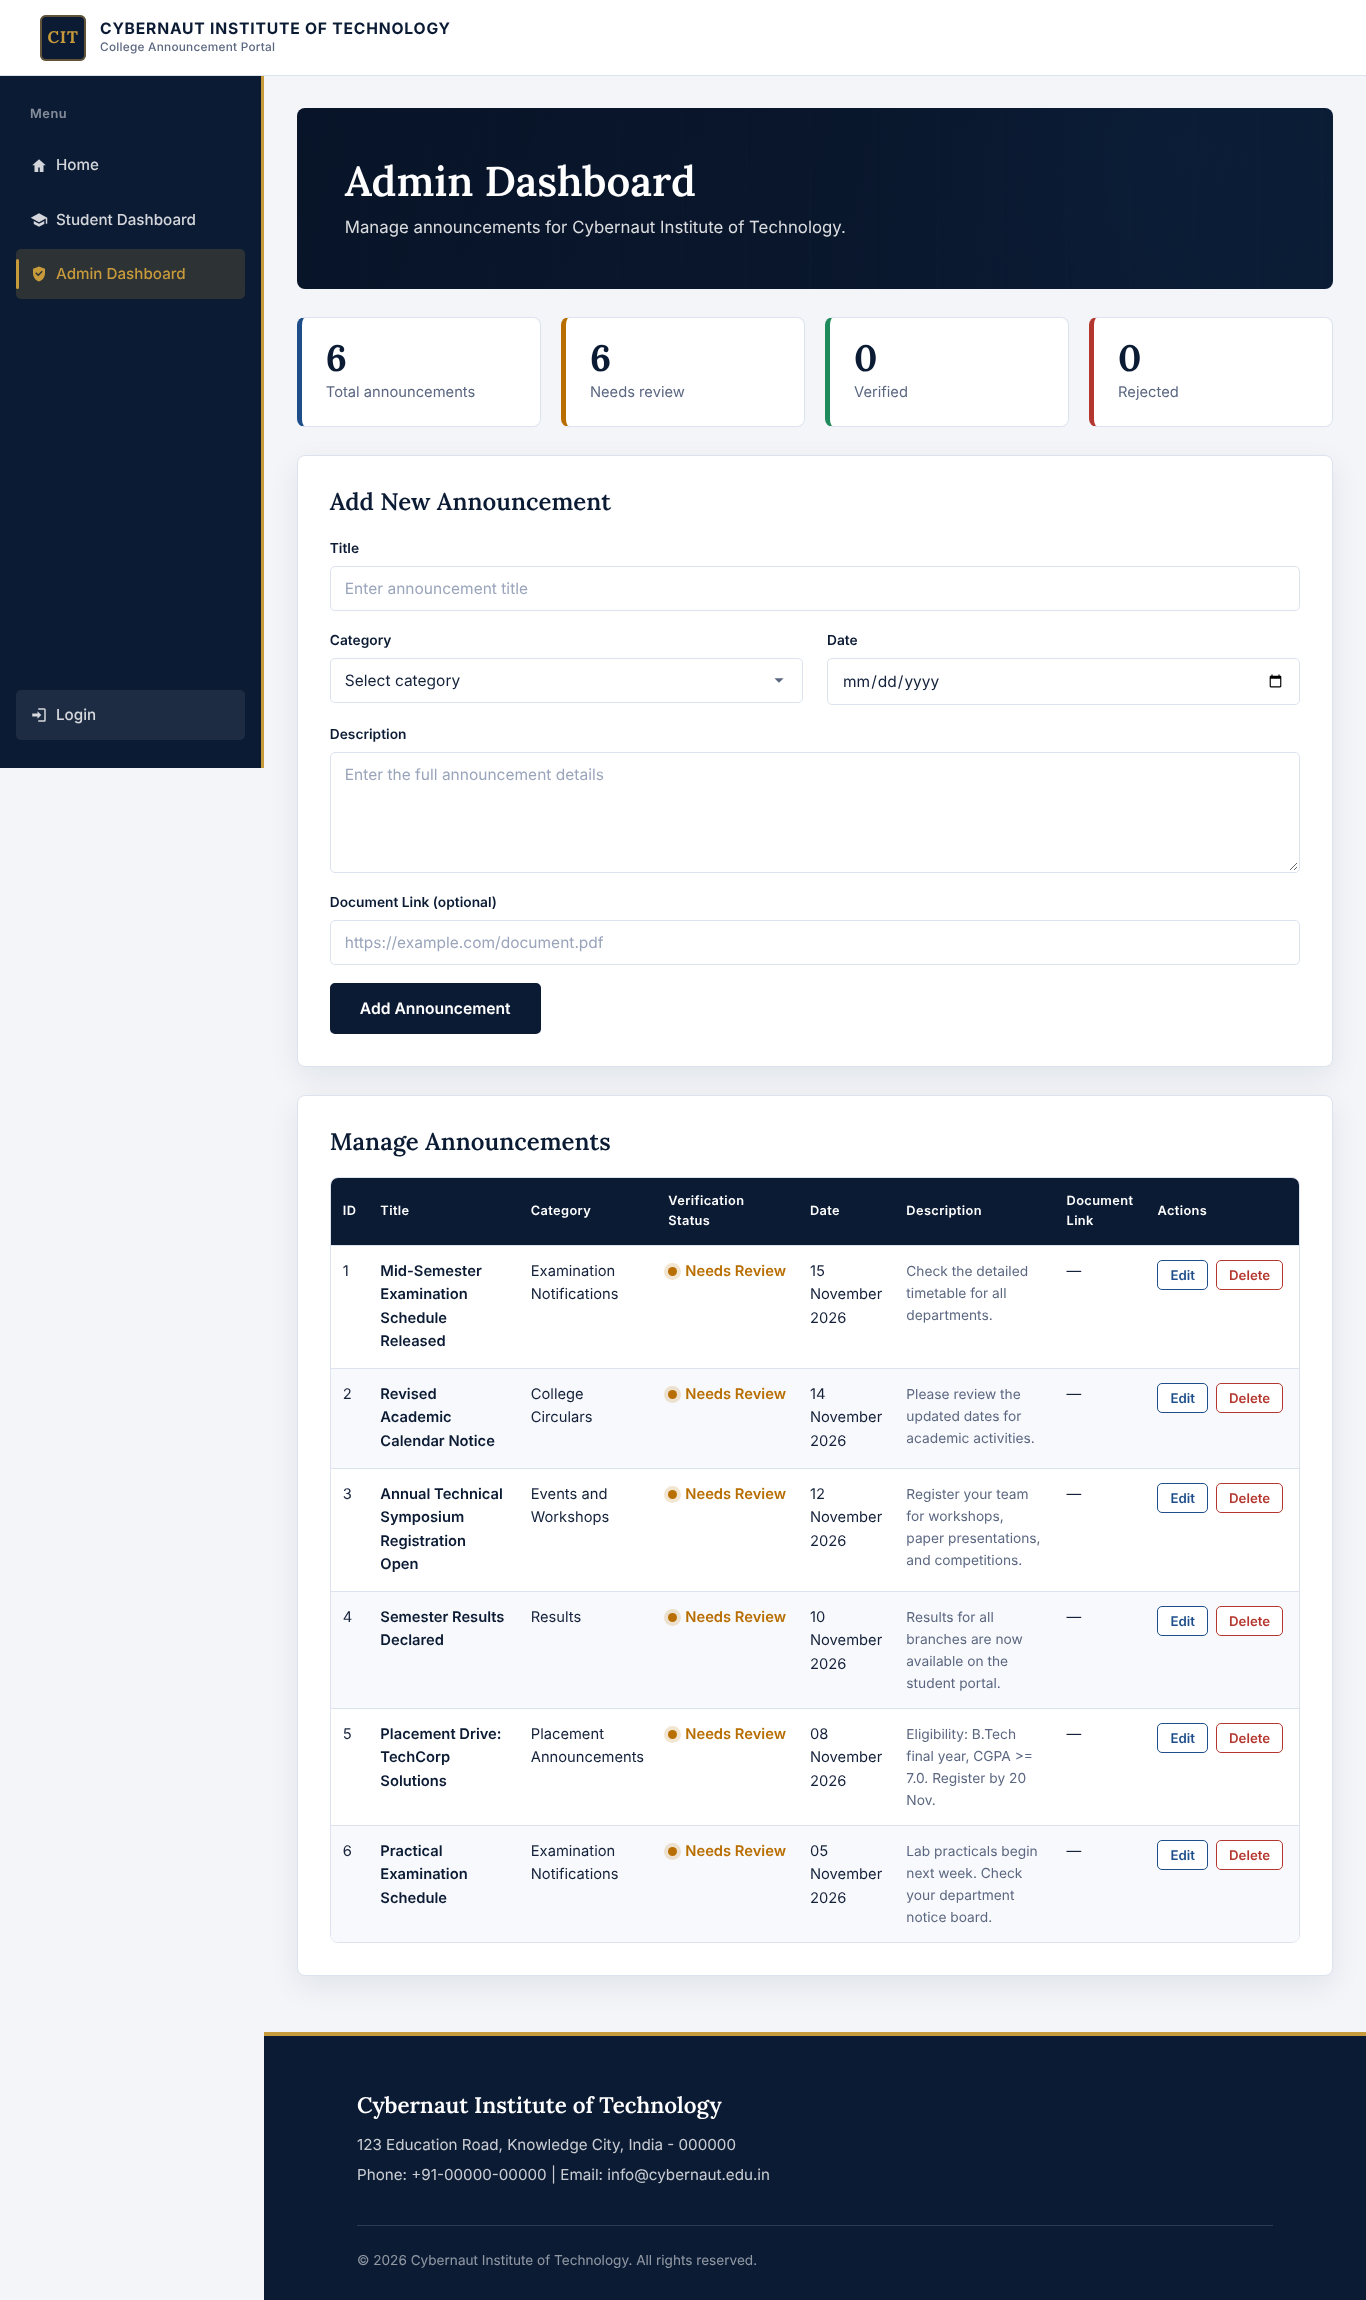 CIT
CYBERNAUT INSTITUTE OF TECHNOLOGY
College Announcement Portal
Menu
Home
Student Dashboard
Admin Dashboard
Login
Admin Dashboard
Manage announcements for Cybernaut Institute of Technology.
6
Total announcements
6
Needs review
0
Verified
0
Rejected
Add New Announcement
Title
Enter announcement title
Category
Date
Select category
mm/dd/yyyy
Description
Enter the full announcement details
Document Link (optional)
https://example.com/document.pdf
Add Announcement
Manage Announcements
ID Title Category Verification Status Date Description Document Link Actions
1 Mid-Semester Examination Schedule Released Examination Notifications Needs Review 15 November 2026 Check the detailed timetable for all departments. — Edit Delete
2 Revised Academic Calendar Notice College Circulars Needs Review 14 November 2026 Please review the updated dates for academic activities. — Edit Delete
3 Annual Technical Symposium Registration Open Events and Workshops Needs Review 12 November 2026 Register your team for workshops, paper presentations, and competitions. — Edit Delete
4 Semester Results Declared Results Needs Review 10 November 2026 Results for all branches are now available on the student portal. — Edit Delete
5 Placement Drive: TechCorp Solutions Placement Announcements Needs Review 08 November 2026 Eligibility: B.Tech final year, CGPA >= 7.0. Register by 20 Nov. — Edit Delete
6 Practical Examination Schedule Examination Notifications Needs Review 05 November 2026 Lab practicals begin next week. Check your department notice board. — Edit Delete
Cybernaut Institute of Technology
123 Education Road, Knowledge City, India - 000000
Phone: +91-00000-00000 | Email: info@cybernaut.edu.in
© 2026 Cybernaut Institute of Technology. All rights reserved.